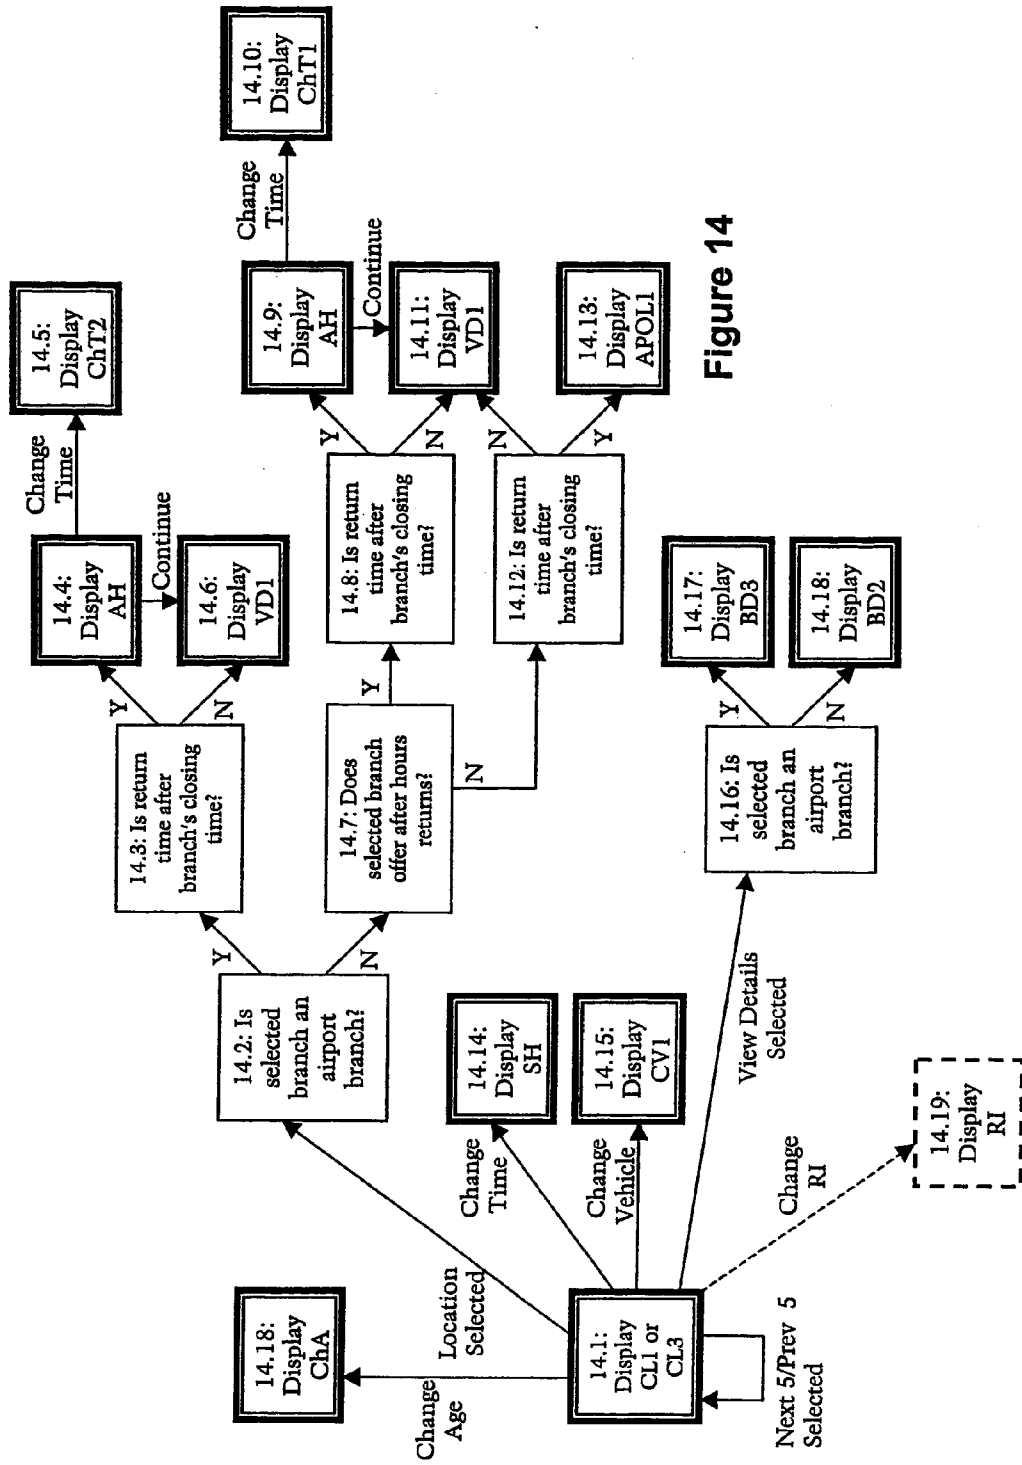 14.1:
Display
CL1 or
CL3
Next 5/Prev 5
Selected
Change
Age
14.18:
Display
ChA
Location
Selected
14.2: Is
selected
branch an
airport
branch?
Y
N
14.3: Is return
time after
branch's closing
time?
Y
N
14.4:
Display
AH
Change
Time
14.5:
Display
ChT2
Continue
14.6:
Display
VD1
14.7: Does
selected branch
offer after hours
returns?
Y
N
14.8: Is return
time after
branch's closing
time?
Y
N
14.9:
Display
AH
Change
Time
14.10:
Display
ChT1
Continue
14.11:
Display
VD1
14.12: Is return
time after
branch's closing
time?
N
Y
14.13:
Display
APOL1
Change
Time
14.14:
Display
SH
Change
Vehicle
14.15:
Display
CV1
View Details
Selected
14.16: Is
selected
branch an
airport
branch?
Y
N
14.17:
Display
BD3
14.18:
Display
BD2
Change
RI
14.19:
Display
RI
Figure 14